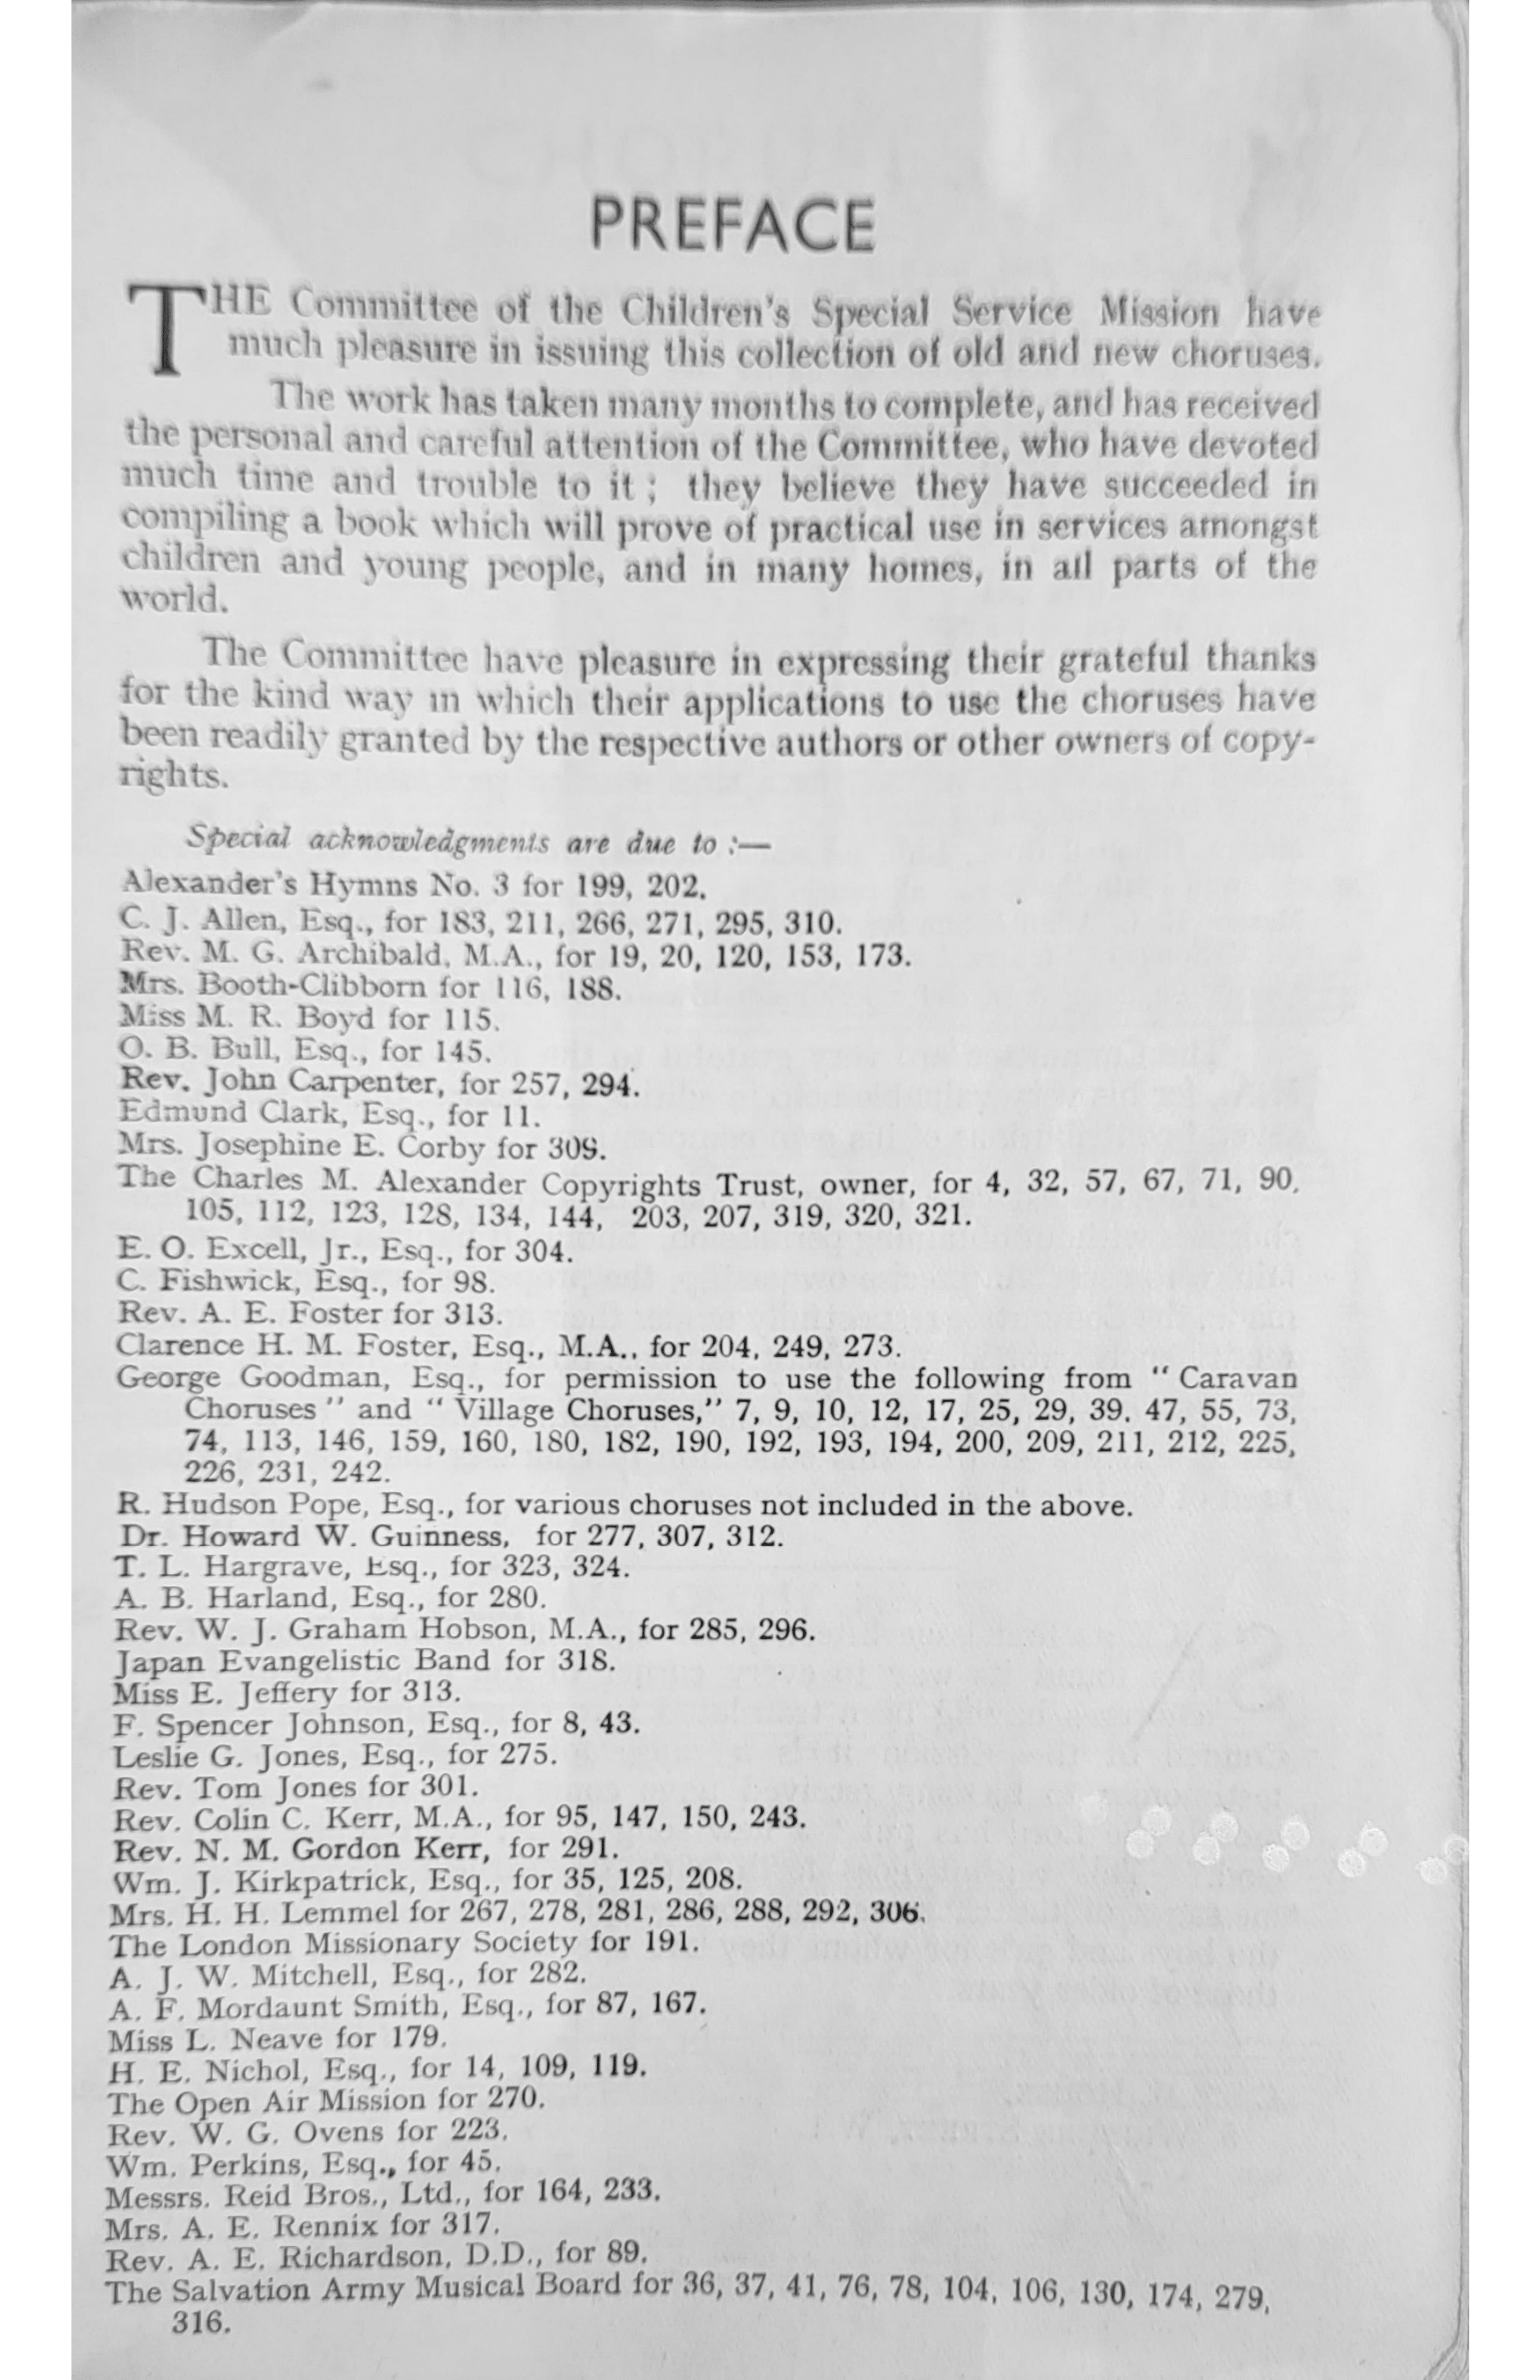 PREFACE
THE Committee of the Children's Special Service Mission have
much pleasure in issuing this collection of old and new choruses.
The work has taken many months to complete, and has received
the personal and careful attention of the Committee, who have devoted
much time and trouble to it ; they believe they have succeeded in
compiling a book which will prove of practical use in services amongst
children and young people, and in many homes, in all parts of the
world.
The Committee have pleasure in expressing their grateful thanks
for the kind way in which their applications to use the choruses have
been readily granted by the respective authors or other owners of copy-
rights.
Special acknowledgments are due to :—
Alexander's Hymns No. 3 for 199, 202.
C. J. Allen, Esq., for 183, 211, 266, 271, 295, 310.
Rev. M. G. Archibald, M.A., for 19, 20, 120, 153, 173.
Mrs. Booth-Clibborn for 116, 188.
Miss M. R. Boyd for 115.
O. B. Bull, Esq., for 145.
Rev. John Carpenter, for 257, 294.
Edmund Clark, Esq., for 11.
Mrs. Josephine E. Corby for 309.
The Charles M. Alexander Copyrights Trust, owner, for 4, 32, 57, 67, 71, 90,
105, 112, 123, 128, 134, 144, 203, 207, 319, 320, 321.
E. O. Excell, Jr., Esq., for 304.
C. Fishwick, Esq., for 98.
Rev. A. E. Foster for 313.
Clarence H. M. Foster, Esq., M.A., for 204, 249, 273.
George Goodman, Esq., for permission to use the following from " Caravan
Choruses " and " Village Choruses," 7, 9, 10, 12, 17, 25, 29, 39, 47, 55, 73,
74, 113, 146, 159, 160, 180, 182, 190, 192, 193, 194, 200, 209, 211, 212, 225,
226, 231, 242.
R. Hudson Pope, Esq., for various choruses not included in the above.
Dr. Howard W. Guinness, for 277, 307, 312.
T. L. Hargrave, Esq., for 323, 324.
A. B. Harland, Esq., for 280.
Rev. W. J. Graham Hobson, M.A., for 285, 296.
Japan Evangelistic Band for 318.
Miss E. Jeffery for 313.
F. Spencer Johnson, Esq., for 8, 43.
Leslie G. Jones, Esq., for 275.
Rev. Tom Jones for 301.
Rev. Colin C. Kerr, M.A., for 95, 147, 150, 243.
Rev. N. M. Gordon Kerr, for 291.
Wm. J. Kirkpatrick, Esq., for 35, 125, 208.
Mrs. H. H. Lemmel for 267, 278, 281, 286, 288, 292, 306.
The London Missionary Society for 191.
A. J. W. Mitchell, Esq., for 282.
A. F. Mordaunt Smith, Esq., for 87, 167.
Miss L. Neave for 179.
H. E. Nichol, Esq., for 14, 109, 119.
The Open Air Mission for 270.
Rev. W. G. Ovens for 223.
Wm. Perkins, Esq., for 45.
Messrs. Reid Bros., Ltd., for 164, 233.
Mrs. A. E. Rennix for 317.
Rev. A. E. Richardson, D.D., for 89.
The Salvation Army Musical Board for 36, 37, 41, 76, 78, 104, 106, 130, 174, 279,
316.